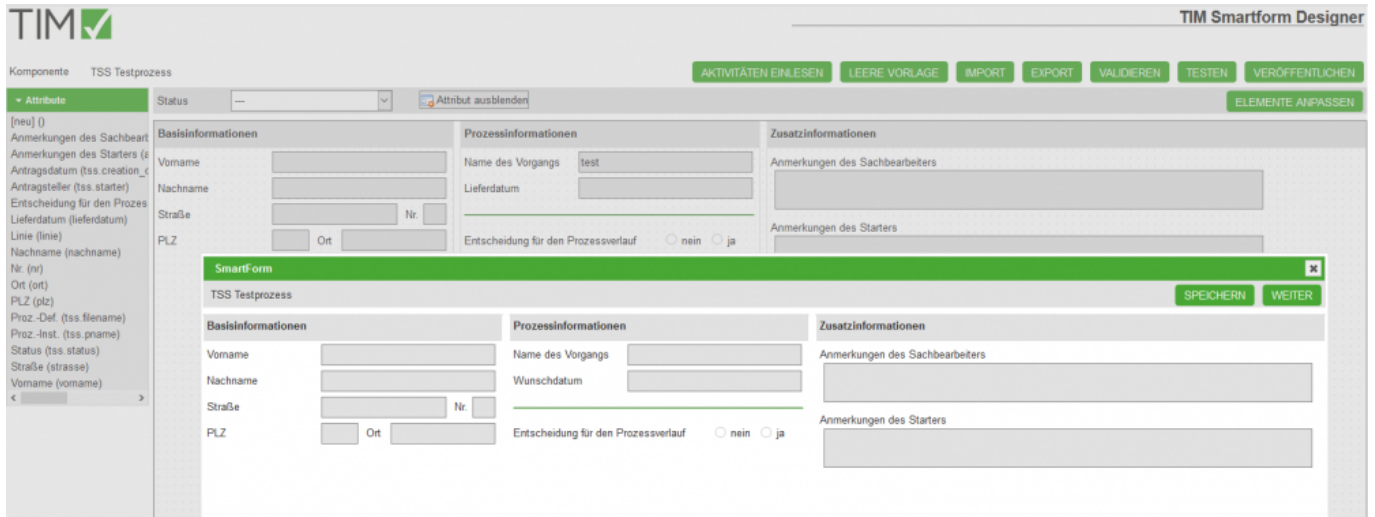 TIM
TIM Smartform Designer
Komponente TSS Testprozess
AKTIVITÄTEN EINLESEN LEERE VORLAGE IMPORT EXPORT VALIDIEREN TESTEN VERÖFFENTLICHEN
Attribute
Status --- Attribut ausblenden ELEMENTE ANPASSEN
[neu] ()
Anmerkungen des Sachbeart
Anmerkungen des Starters (a
Antragsdatum (tss.creation_c
Antragsteller (tss.starter)
Entscheidung für den Prozes
Lieferdatum (lieferdatum)
Linie (linie)
Nachname (nachname)
Nr. (nr)
Ort (ort)
PLZ (plz)
Proz.-Def. (tss.filename)
Proz.-Inst. (tss.pname)
Status (tss.status)
Straße (strasse)
Vorname (vorname)
Basisinformationen Prozessinformationen Zusatzinformationen
Vorname Name des Vorgangs test Anmerkungen des Sachbearbeiters
Nachname Lieferdatum
Straße Nr.
Anmerkungen des Starters
PLZ Ort Entscheidung für den Prozessverlauf nein ja
SmartForm
TSS Testprozess SPEICHERN WEITER
Basisinformationen Prozessinformationen Zusatzinformationen
Vorname Name des Vorgangs Anmerkungen des Sachbearbeiters
Nachname Wunschdatum
Straße Nr.
Anmerkungen des Starters
PLZ Ort Entscheidung für den Prozessverlauf nein ja